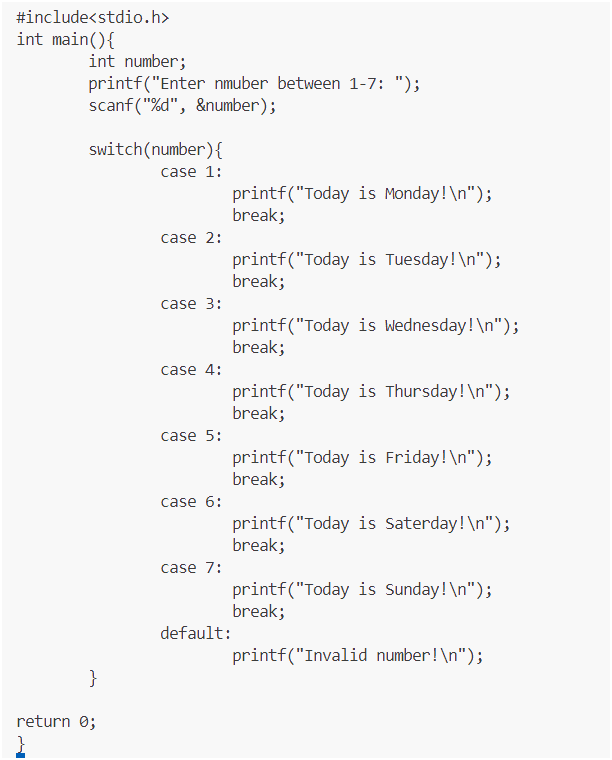 #include<stdio.h>
int main(){
        int number;
        printf("Enter nmuber between 1-7: ");
        scanf("%d", &number);

        switch(number){
                case 1:
                        printf("Today is Monday!\n");
                        break;
                case 2:
                        printf("Today is Tuesday!\n");
                        break;
                case 3:
                        printf("Today is Wednesday!\n");
                        break;
                case 4:
                        printf("Today is Thursday!\n");
                        break;
                case 5:
                        printf("Today is Friday!\n");
                        break;
                case 6:
                        printf("Today is Saterday!\n");
                        break;
                case 7:
                        printf("Today is Sunday!\n");
                        break;
                default:
                        printf("Invalid number!\n");
        }

return 0;
}